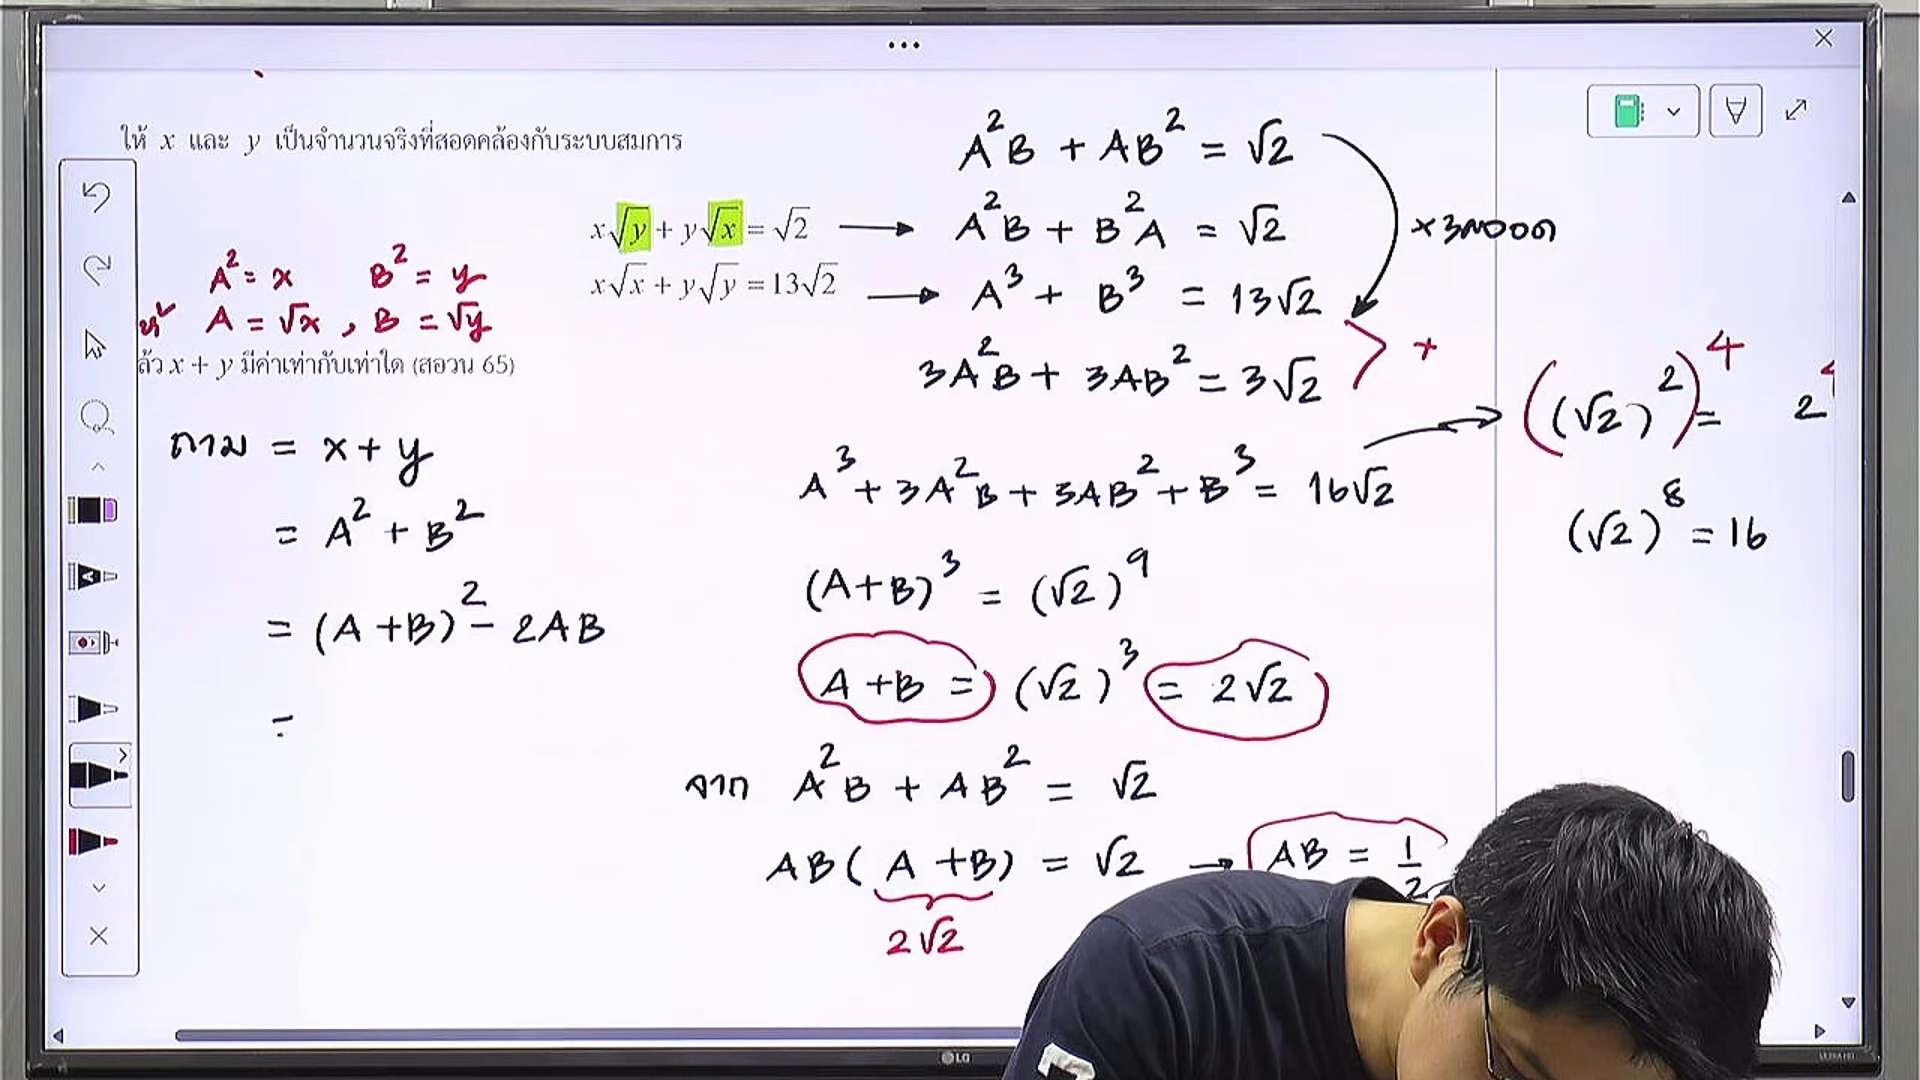 ให้ x และ y เป็นจำนวนจริงที่สอดคล้องกับระบบสมการ
x√y + y√x = √2
x√x + y√y = 13√2
A² = x B² = y
A = √x , B = √y
ล้ว x + y มีค่าเท่ากับเท่าใด (สอวน 65)
ถาม = x + y
= A² + B²
= (A + B)² - 2AB
=
A²B + AB² = √2
A²B + B²A = √2
×3ตลอด
A³ + B³ = 13√2
3A²B + 3AB² = 3√2
+
A³ + 3A²B + 3AB² + B³ = 16√2
((√2)²)⁴ = 2⁴
(√2)⁸ = 16
(A+B)³ = (√2)⁹
A + B = (√2)³ = 2√2
จาก A²B + AB² = √2
AB( A + B) = √2 → AB = 1/2
2√2
LG